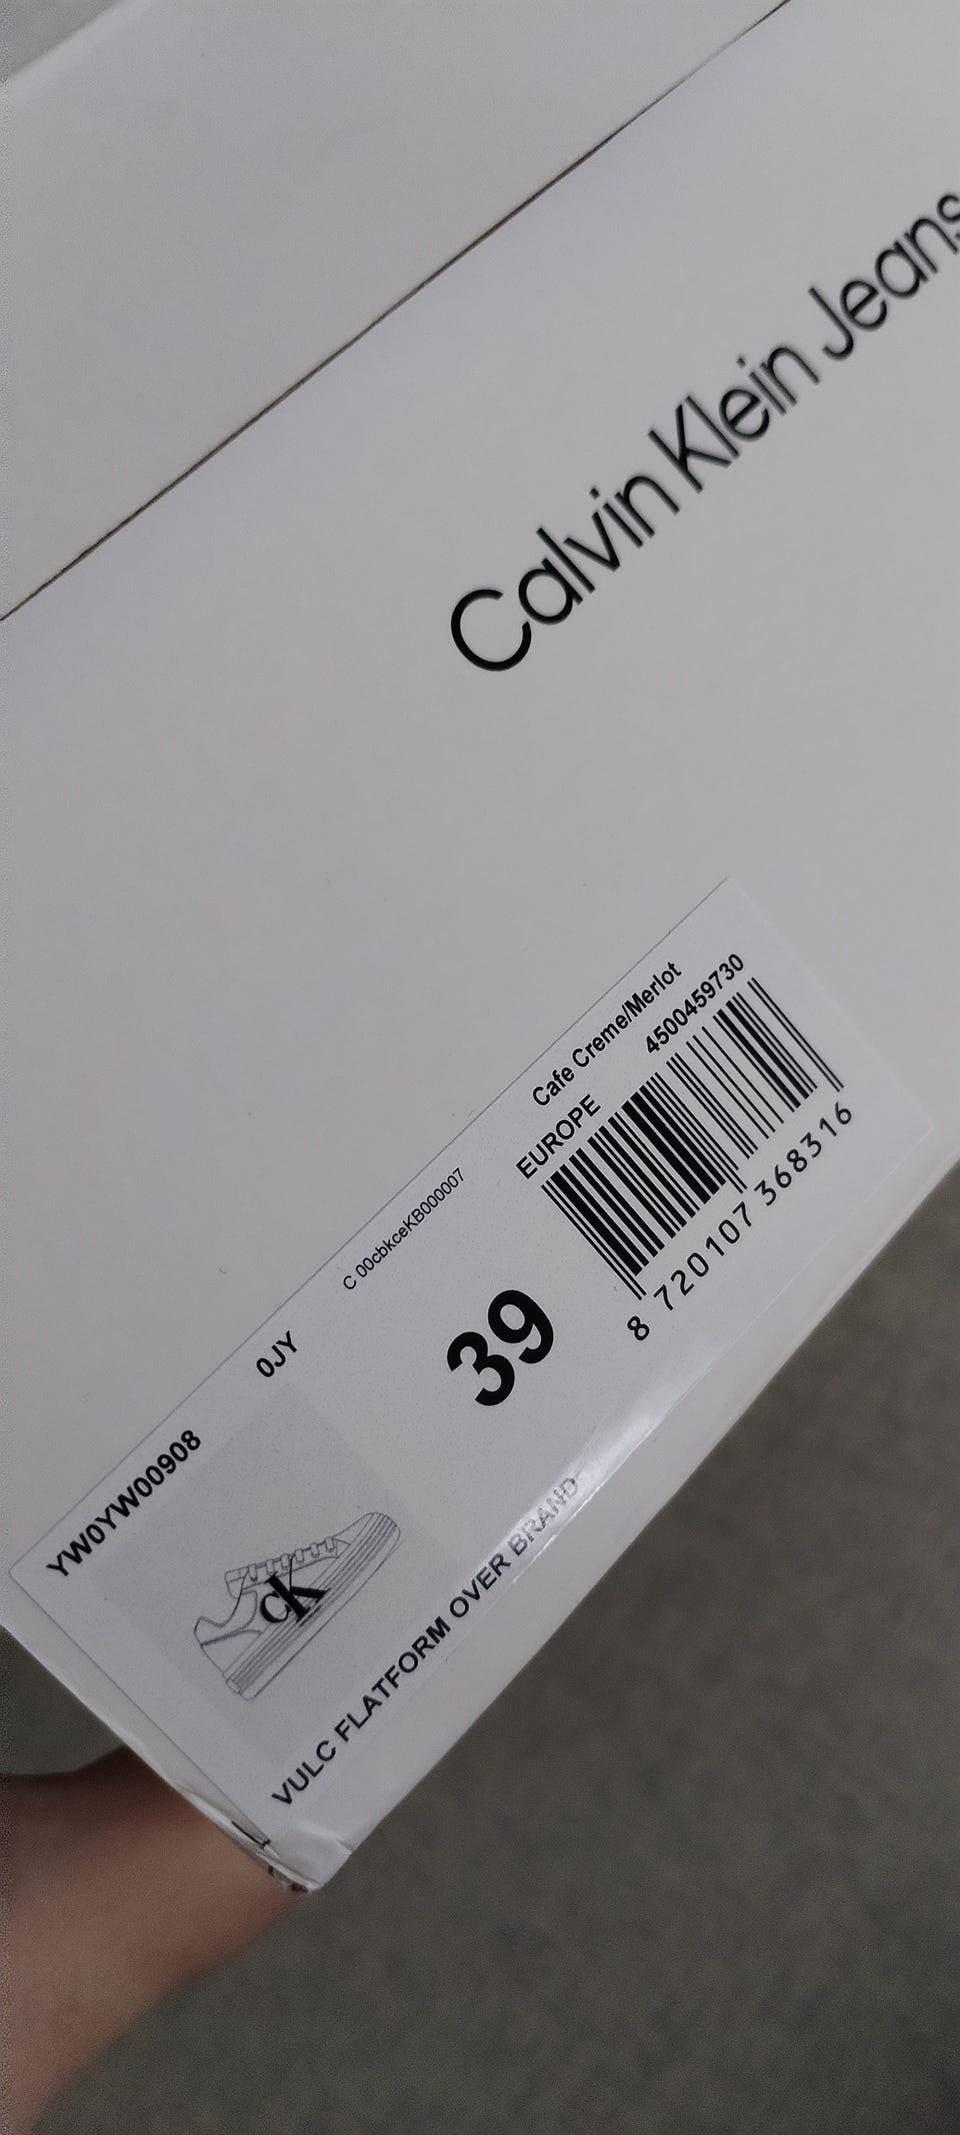 Calvin Klein Jeans
YW0YW00908
0JY
C 00cbkceKB000007
Cafe Creme/Merlot
EUROPE
4500459730
CK
39
8 720107 368316
VULC FLATFORM OVER BRAND